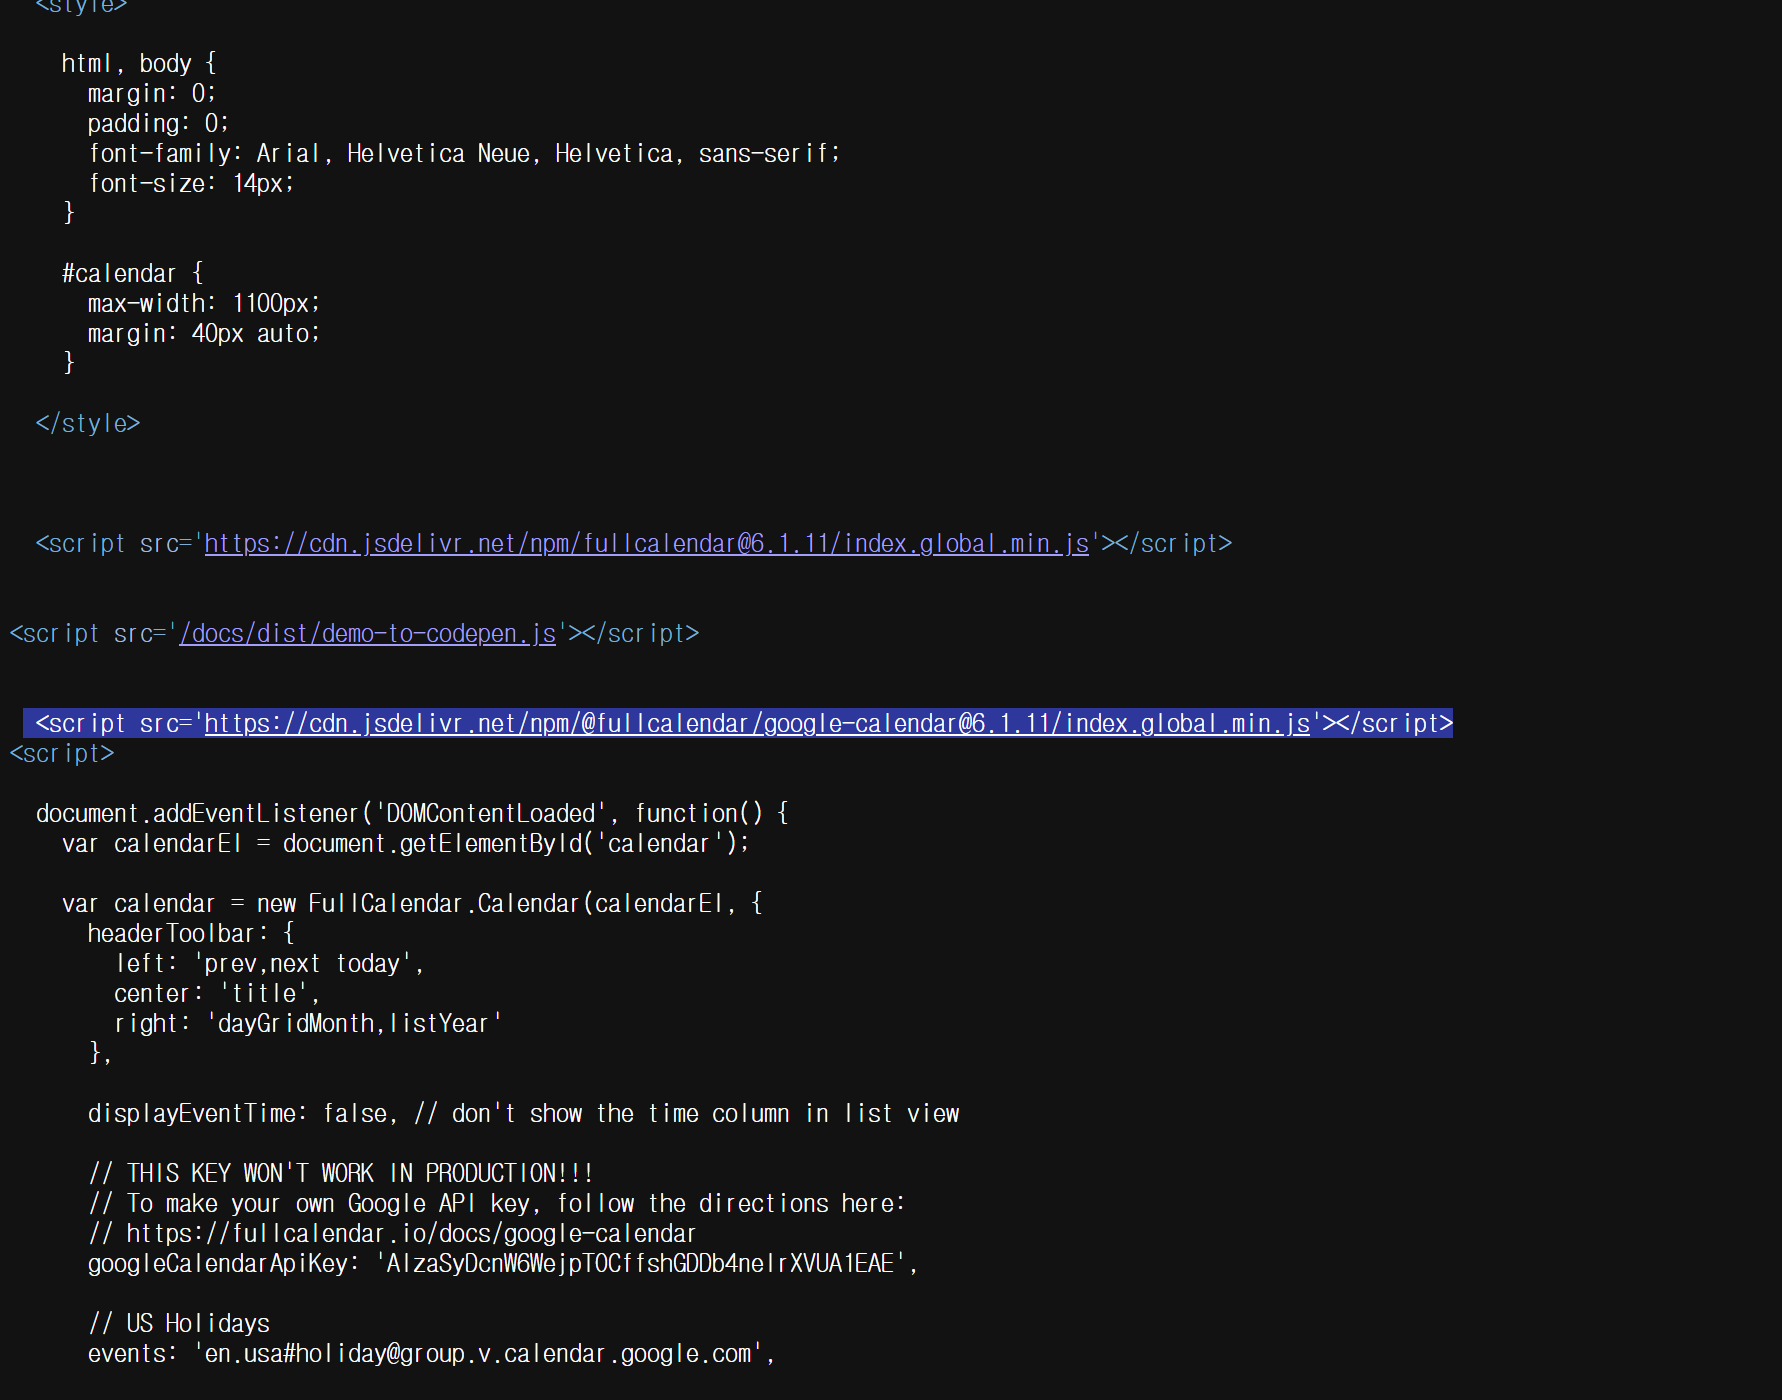 <style>
html, body {
margin: 0;
padding: 0;
font-family: Arial, Helvetica Neue, Helvetica, sans-serif;
font-size: 14px;
}
#calendar {
max-width: 1100px;
margin: 40px auto;
}
</style>
<script src='https://cdn.jsdelivr.net/npm/fullcalendar@6.1.11/index.global.min.js'></script>
<script src='/docs/dist/demo-to-codepen.js'></script>
<script src='https://cdn.jsdelivr.net/npm/@fullcalendar/google-calendar@6.1.11/index.global.min.js'></script>
<script>
document.addEventListener('DOMContentLoaded', function() {
var calendarEl = document.getElementById('calendar');
var calendar = new FullCalendar.Calendar(calendarEl, {
headerToolbar: {
left: 'prev,next today',
center: 'title',
right: 'dayGridMonth,listYear'
},
displayEventTime: false, // don't show the time column in list view
// THIS KEY WON'T WORK IN PRODUCTION!!!
// To make your own Google API key, follow the directions here:
// https://fullcalendar.io/docs/google-calendar
googleCalendarApiKey: 'AIzaSyDcnW6WejpTOCffshGDDb4neIrXVUA1EAE',
// US Holidays
events: 'en.usa#holiday@group.v.calendar.google.com',